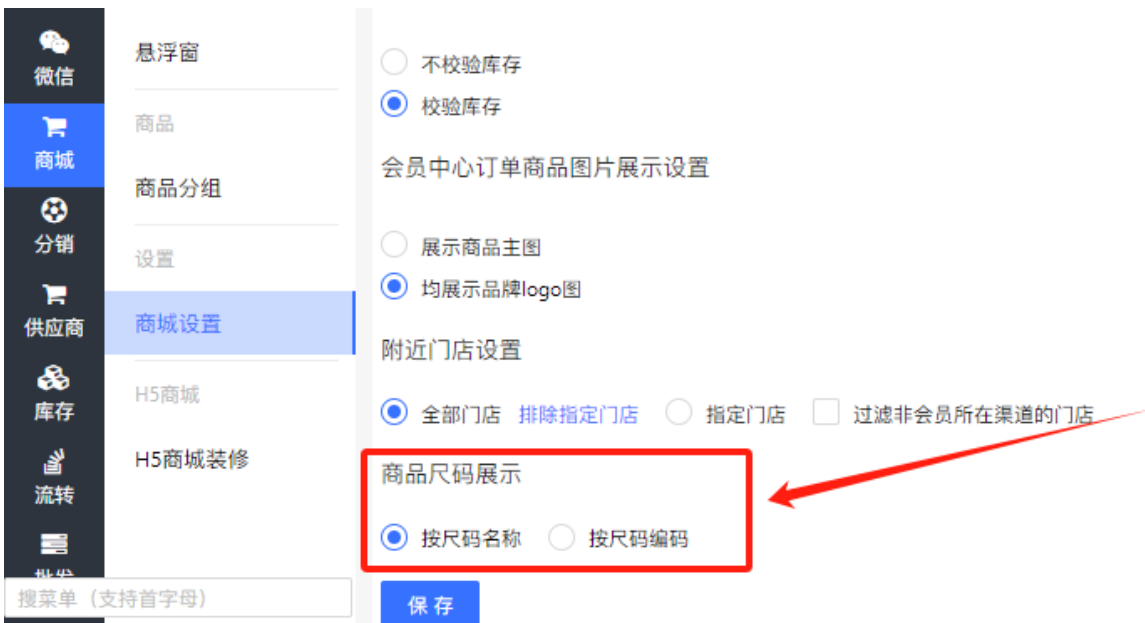 微信
商城
分销
供应商
库存
流转
批发
搜菜单（支持首字母）
悬浮窗
商品
商品分组
设置
商城设置
H5商城
H5商城装修
不校验库存
校验库存
会员中心订单商品图片展示设置
展示商品主图
均展示品牌logo图
附近门店设置
全部门店 排除指定门店 指定门店 过滤非会员所在渠道的门店
商品尺码展示
按尺码名称 按尺码编码
保存